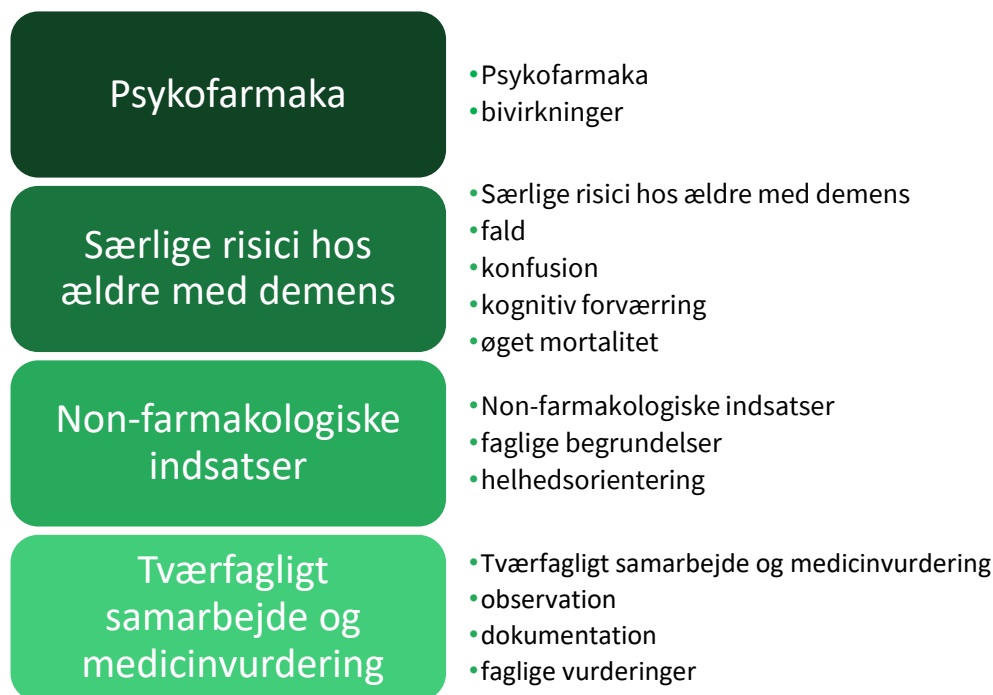 Psykofarmaka
•Psykofarmaka
•bivirkninger
Særlige risici hos
ældre med demens
•Særlige risici hos ældre med demens
•fald
•konfusion
•kognitiv forværring
•øget mortalitet
Non-farmakologiske
indsatser
•Non-farmakologiske indsatser
•faglige begrundelser
•helhedsorientering
Tværfagligt
samarbejde og
medicinvurdering
•Tværfagligt samarbejde og medicinvurdering
•observation
•dokumentation
•faglige vurderinger